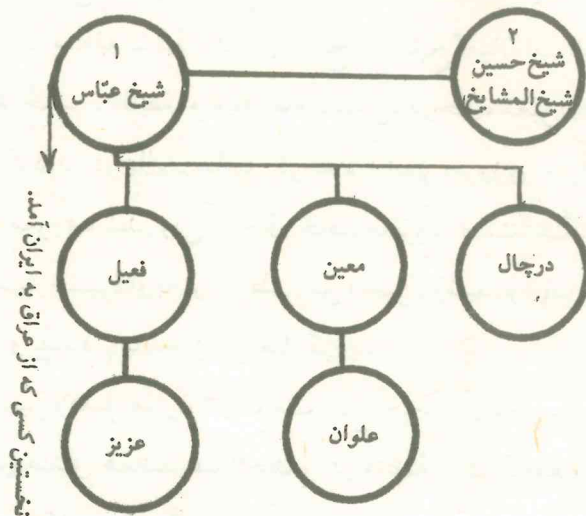 ۱
شیخ عبّاس
۲
شیخ حسین
شیخ المشایخ
نخستین کسی که از عراق به ایران آمد.
درچال
معین
فعیل
علوان
عزیز